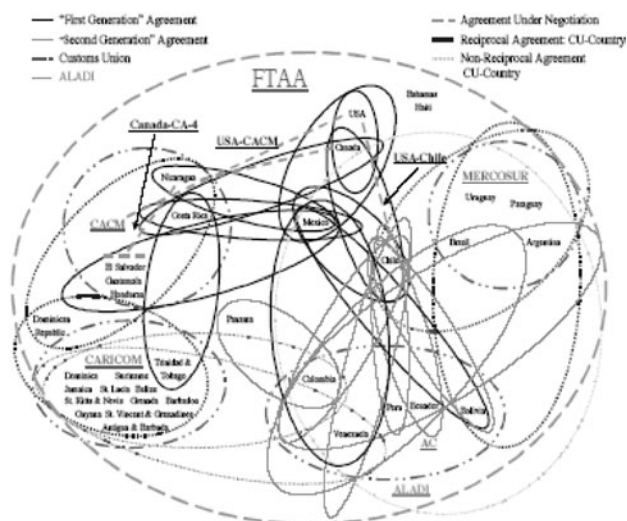 "First Generation" Agreement
"Second Generation" Agreement
Customs Union
ALADI
Agreement Under Negotiation
Reciprocal Agreement: CU-Country
Non-Reciprocal Agreement
CU-Country
FTAA
Bahamas
Haiti
USA
Canada-CA-4
USA-CACM
Canada
USA-Chile
MERCOSUR
Nicaragua
Uruguay
Paraguay
CACM
Costa Rica
Mexico
Brazil
Argentina
Chile
El Salvador
Guatemala
Honduras
Dominican
Republic
Panama
CARICOM
Trinidad &
Tobago
Dominica Suriname
Jamaica St. Lucia Belize
St. Kitts & Nevis Grenada Barbados
Guyana St. Vincent & Grenadines
Antigua & Barbuda
Colombia
Peru
Ecuador
Bolivia
Venezuela
AC
ALADI